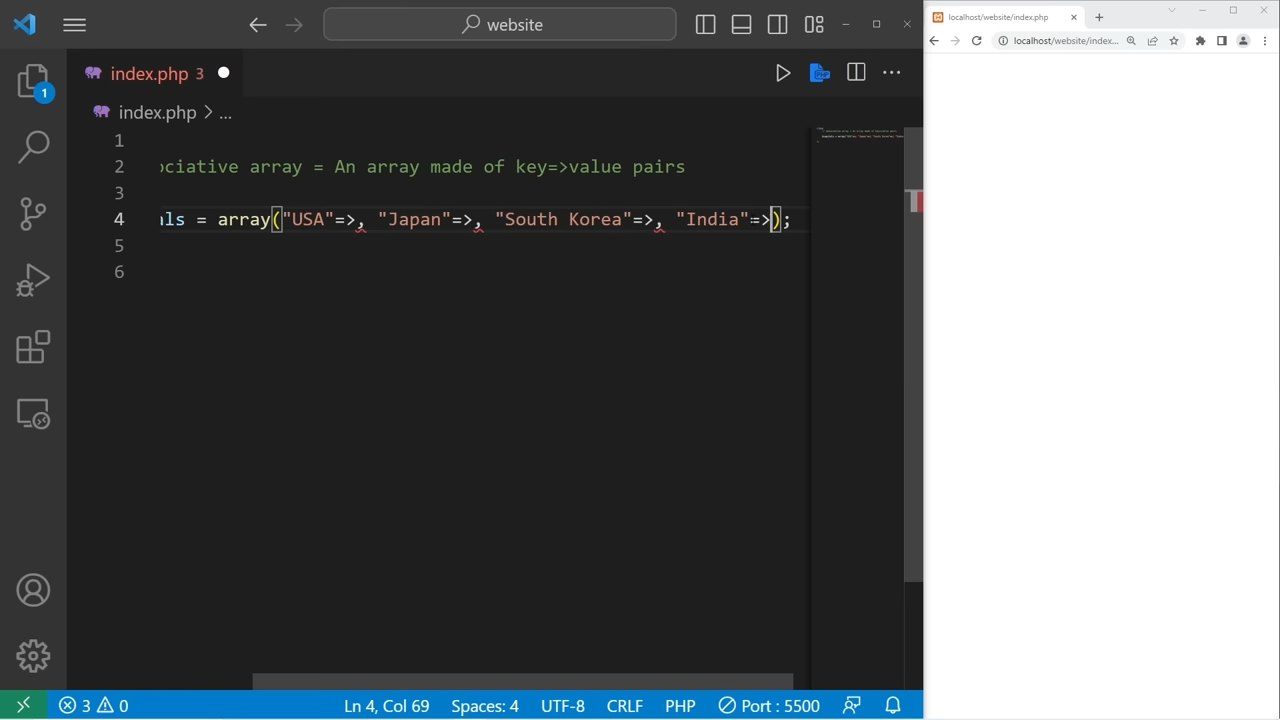 website
localhost/website/index.php
localhost/website/index...
index.php 3
PHP
index.php > ...
1
1
2 ociative array = An array made of key=>value pairs
3
4 als = array("USA"=>, "Japan"=>, "South Korea"=>, "India"=>);
5
6
3 0 Ln 4, Col 69 Spaces: 4 UTF-8 CRLF PHP Port : 5500